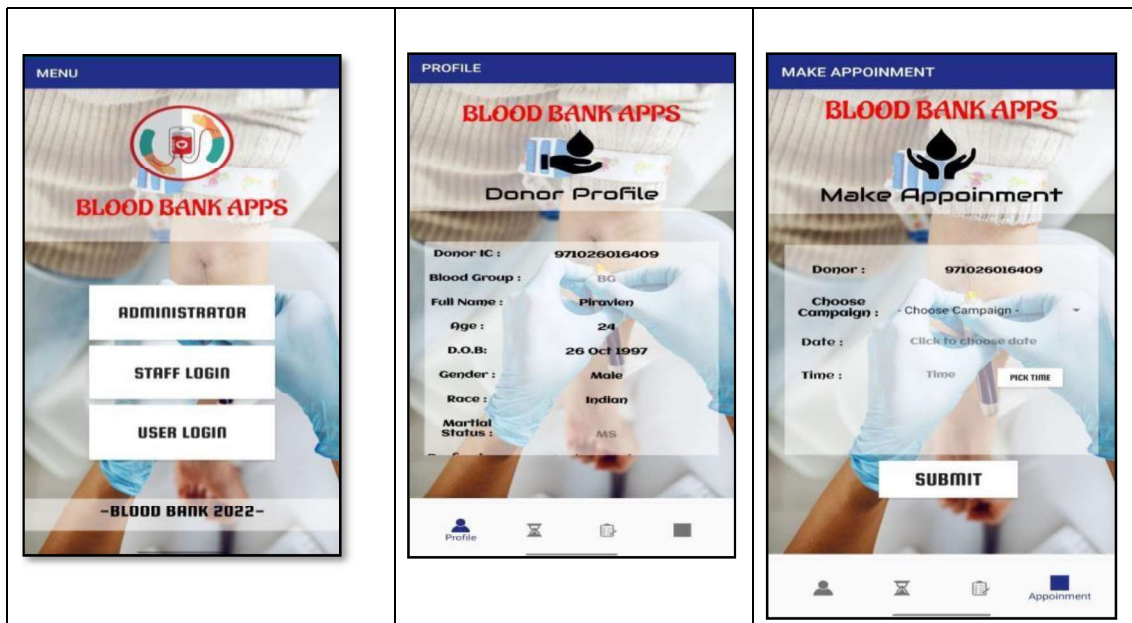 MENU
BLOOD BANK APPS
ADMINISTRATOR
STAFF LOGIN
USER LOGIN
-BLOOD BANK 2022-
PROFILE
BLOOD BANK APPS
Donor Profile
Donor IC : 971026016409
Blood Group : BG
Full Name : Piravien
Age : 24
D.O.B: 26 Oct 1997
Gender : Male
Race : Indian
Martial
Status : MS
Profile
MAKE APPOINMENT
BLOOD BANK APPS
Make Appoinment
Donor : 971026016409
Choose
Campaign : - Choose Campaign -
Date : Click to choose date
Time : Time PICK TIME
SUBMIT
Appoinment